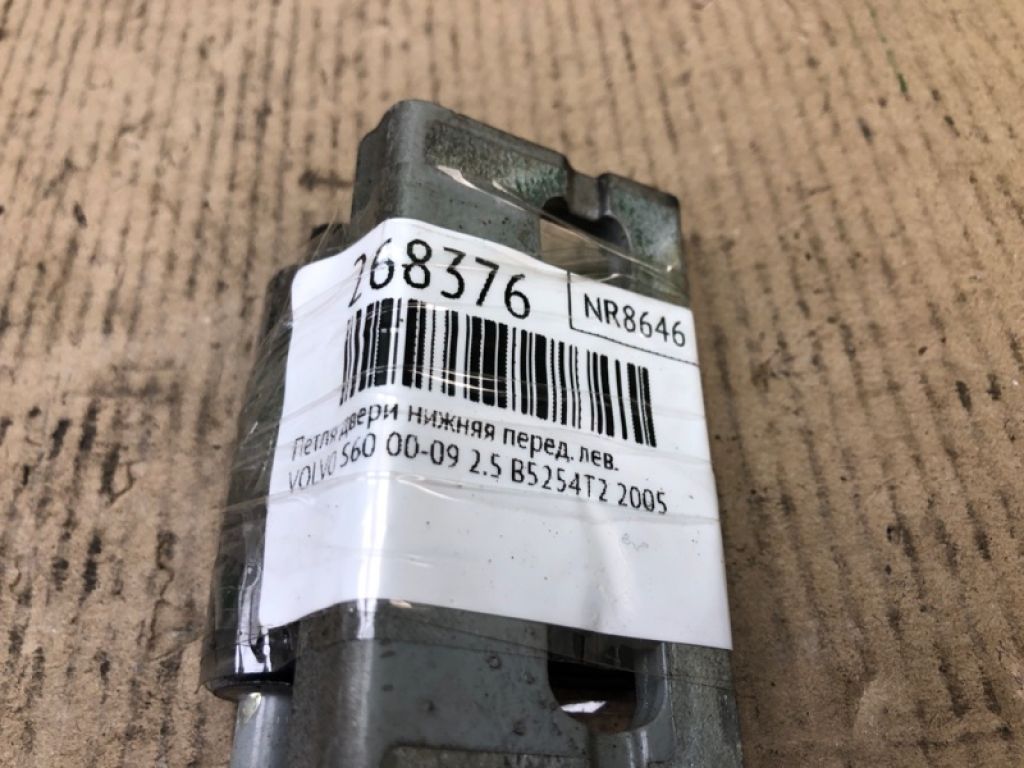 268376
NR8646
Петля двери нижняя перед. лев.
VOLVO S60 00-09 2.5 B5254T2 2005